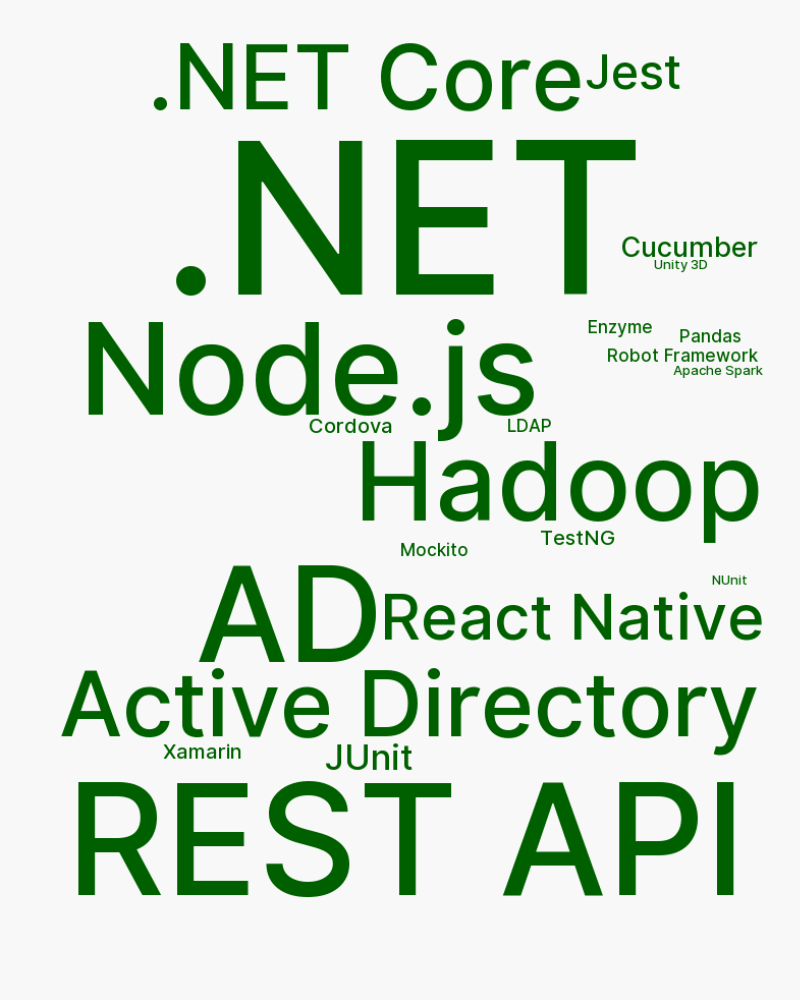 .NET Core
Jest
.NET
Cucumber
Unity 3D
Node.js
Enzyme
Pandas
Robot Framework
Apache Spark
Cordova
LDAP
Hadoop
TestNG
Mockito
AD
NUnit
React Native
Active Directory
Xamarin
JUnit
REST API